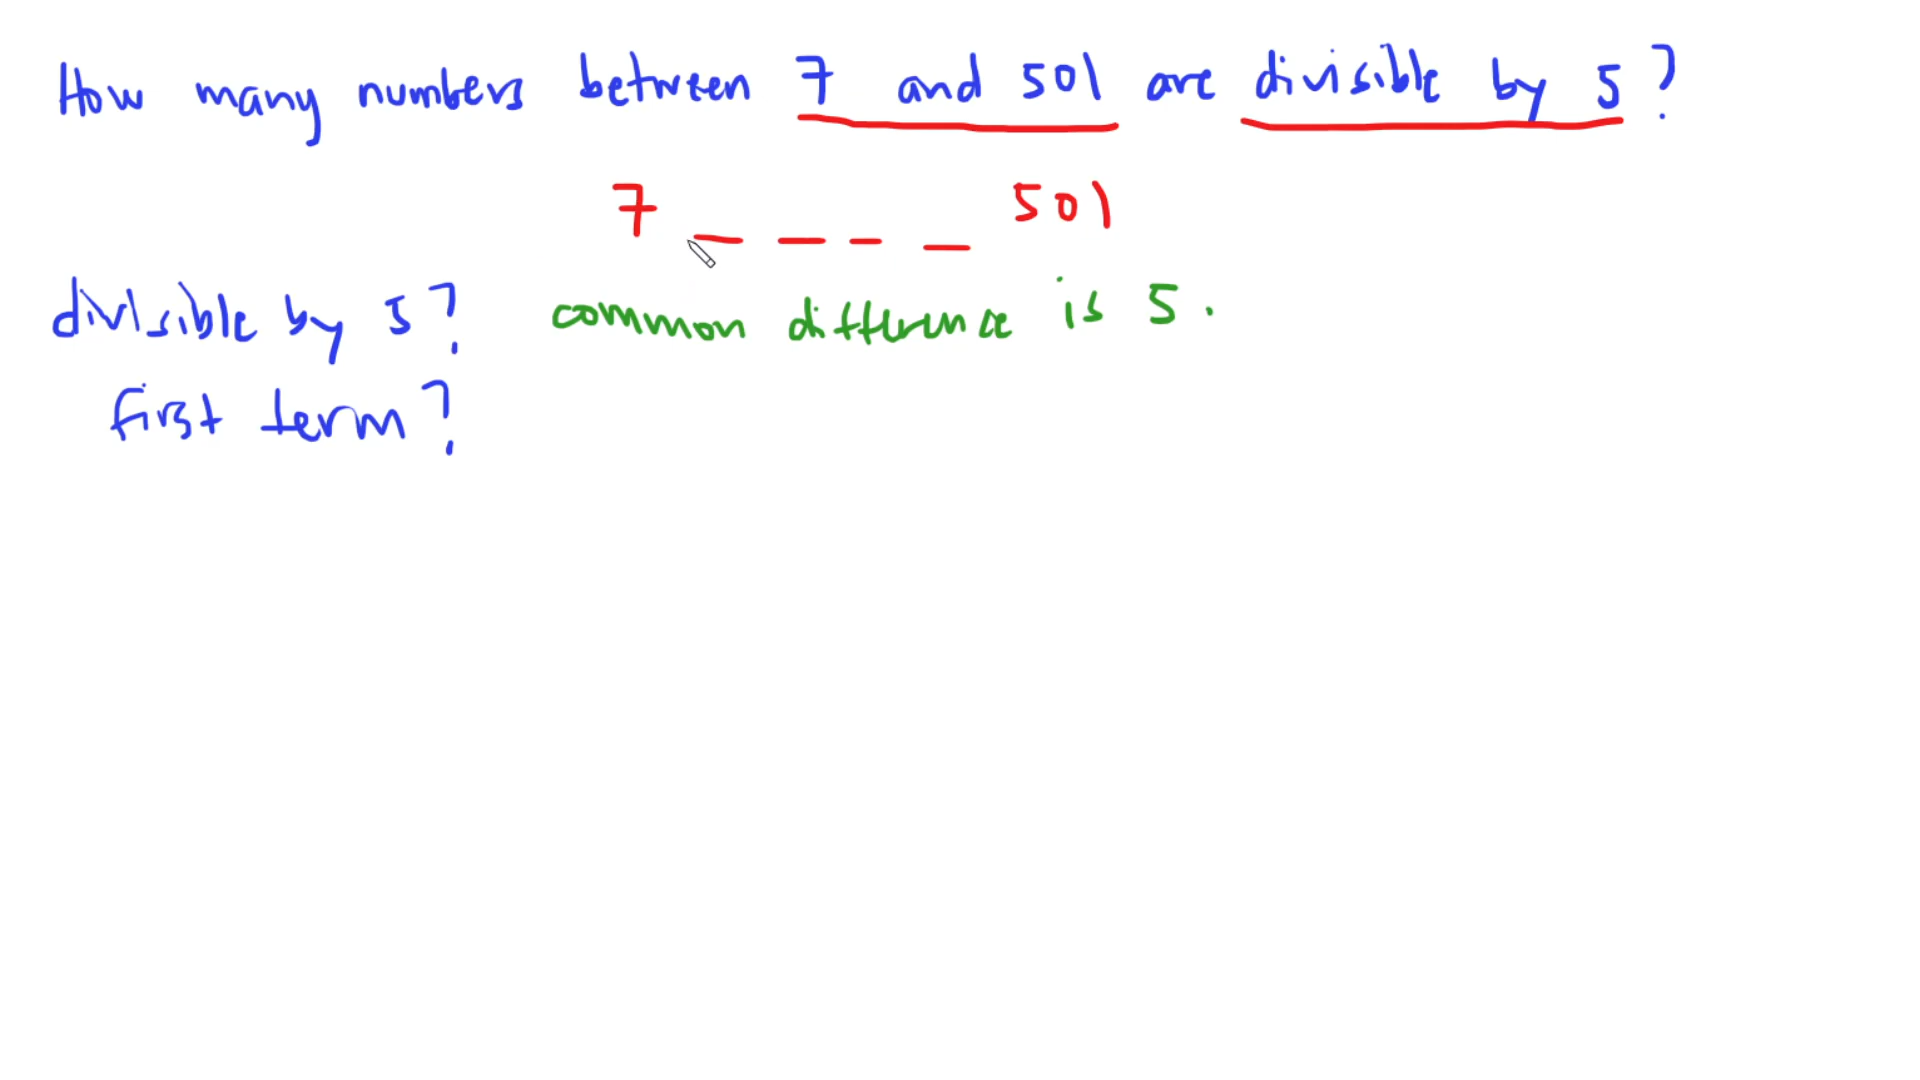 How many numbers between 7 and 501 are divisible by 5?
7 _ _ _ _ 501
divisible by 5? common difference is 5.
first term?